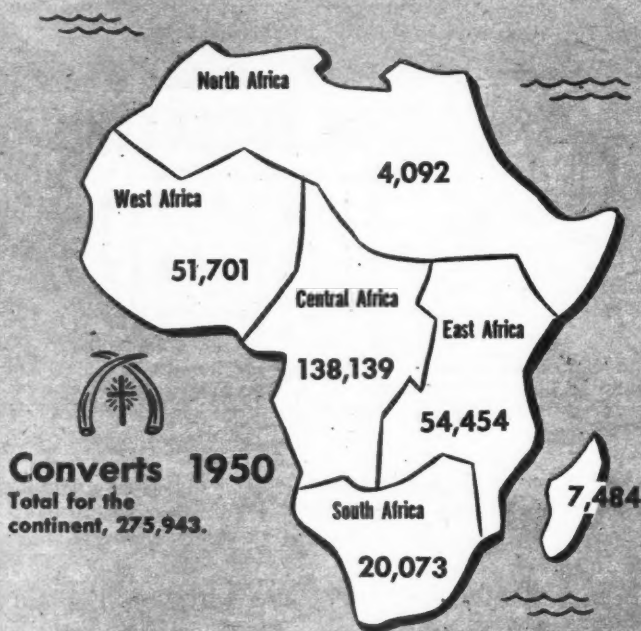 North Africa
4,092
West Africa
51,701
Central Africa
138,139
East Africa
54,454
Converts 1950
Total for the
continent, 275,943.
South Africa
20,073
7,484